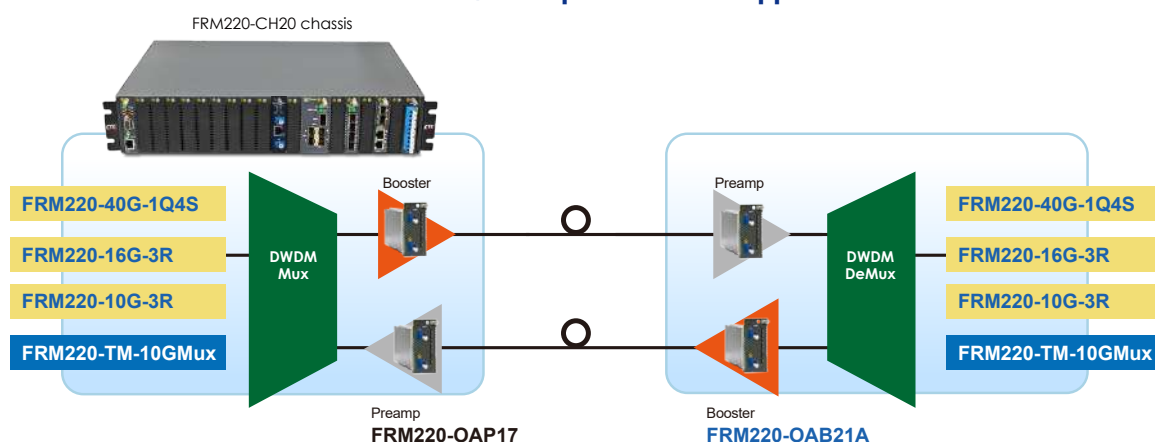 FRM220-CH20 chassis
Booster
Preamp
FRM220-40G-1Q4S
FRM220-16G-3R
FRM220-10G-3R
FRM220-TM-10GMux
DWDM
Mux
DWDM
DeMux
FRM220-40G-1Q4S
FRM220-16G-3R
FRM220-10G-3R
FRM220-TM-10GMux
Preamp
FRM220-OAP17
Booster
FRM220-OAB21A